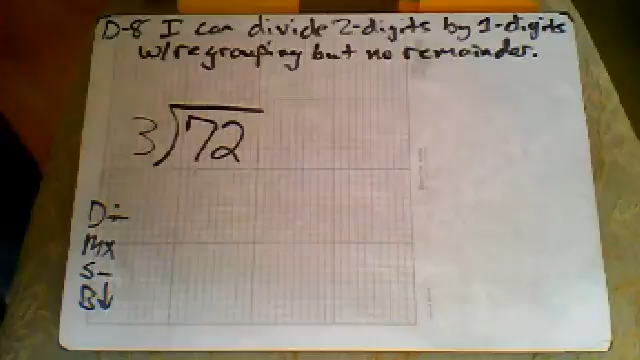 D-8 I can divide 2-digits by 1-digits
w/regrouping but no remainder.
3)72
D÷
Mx
S-
B↓